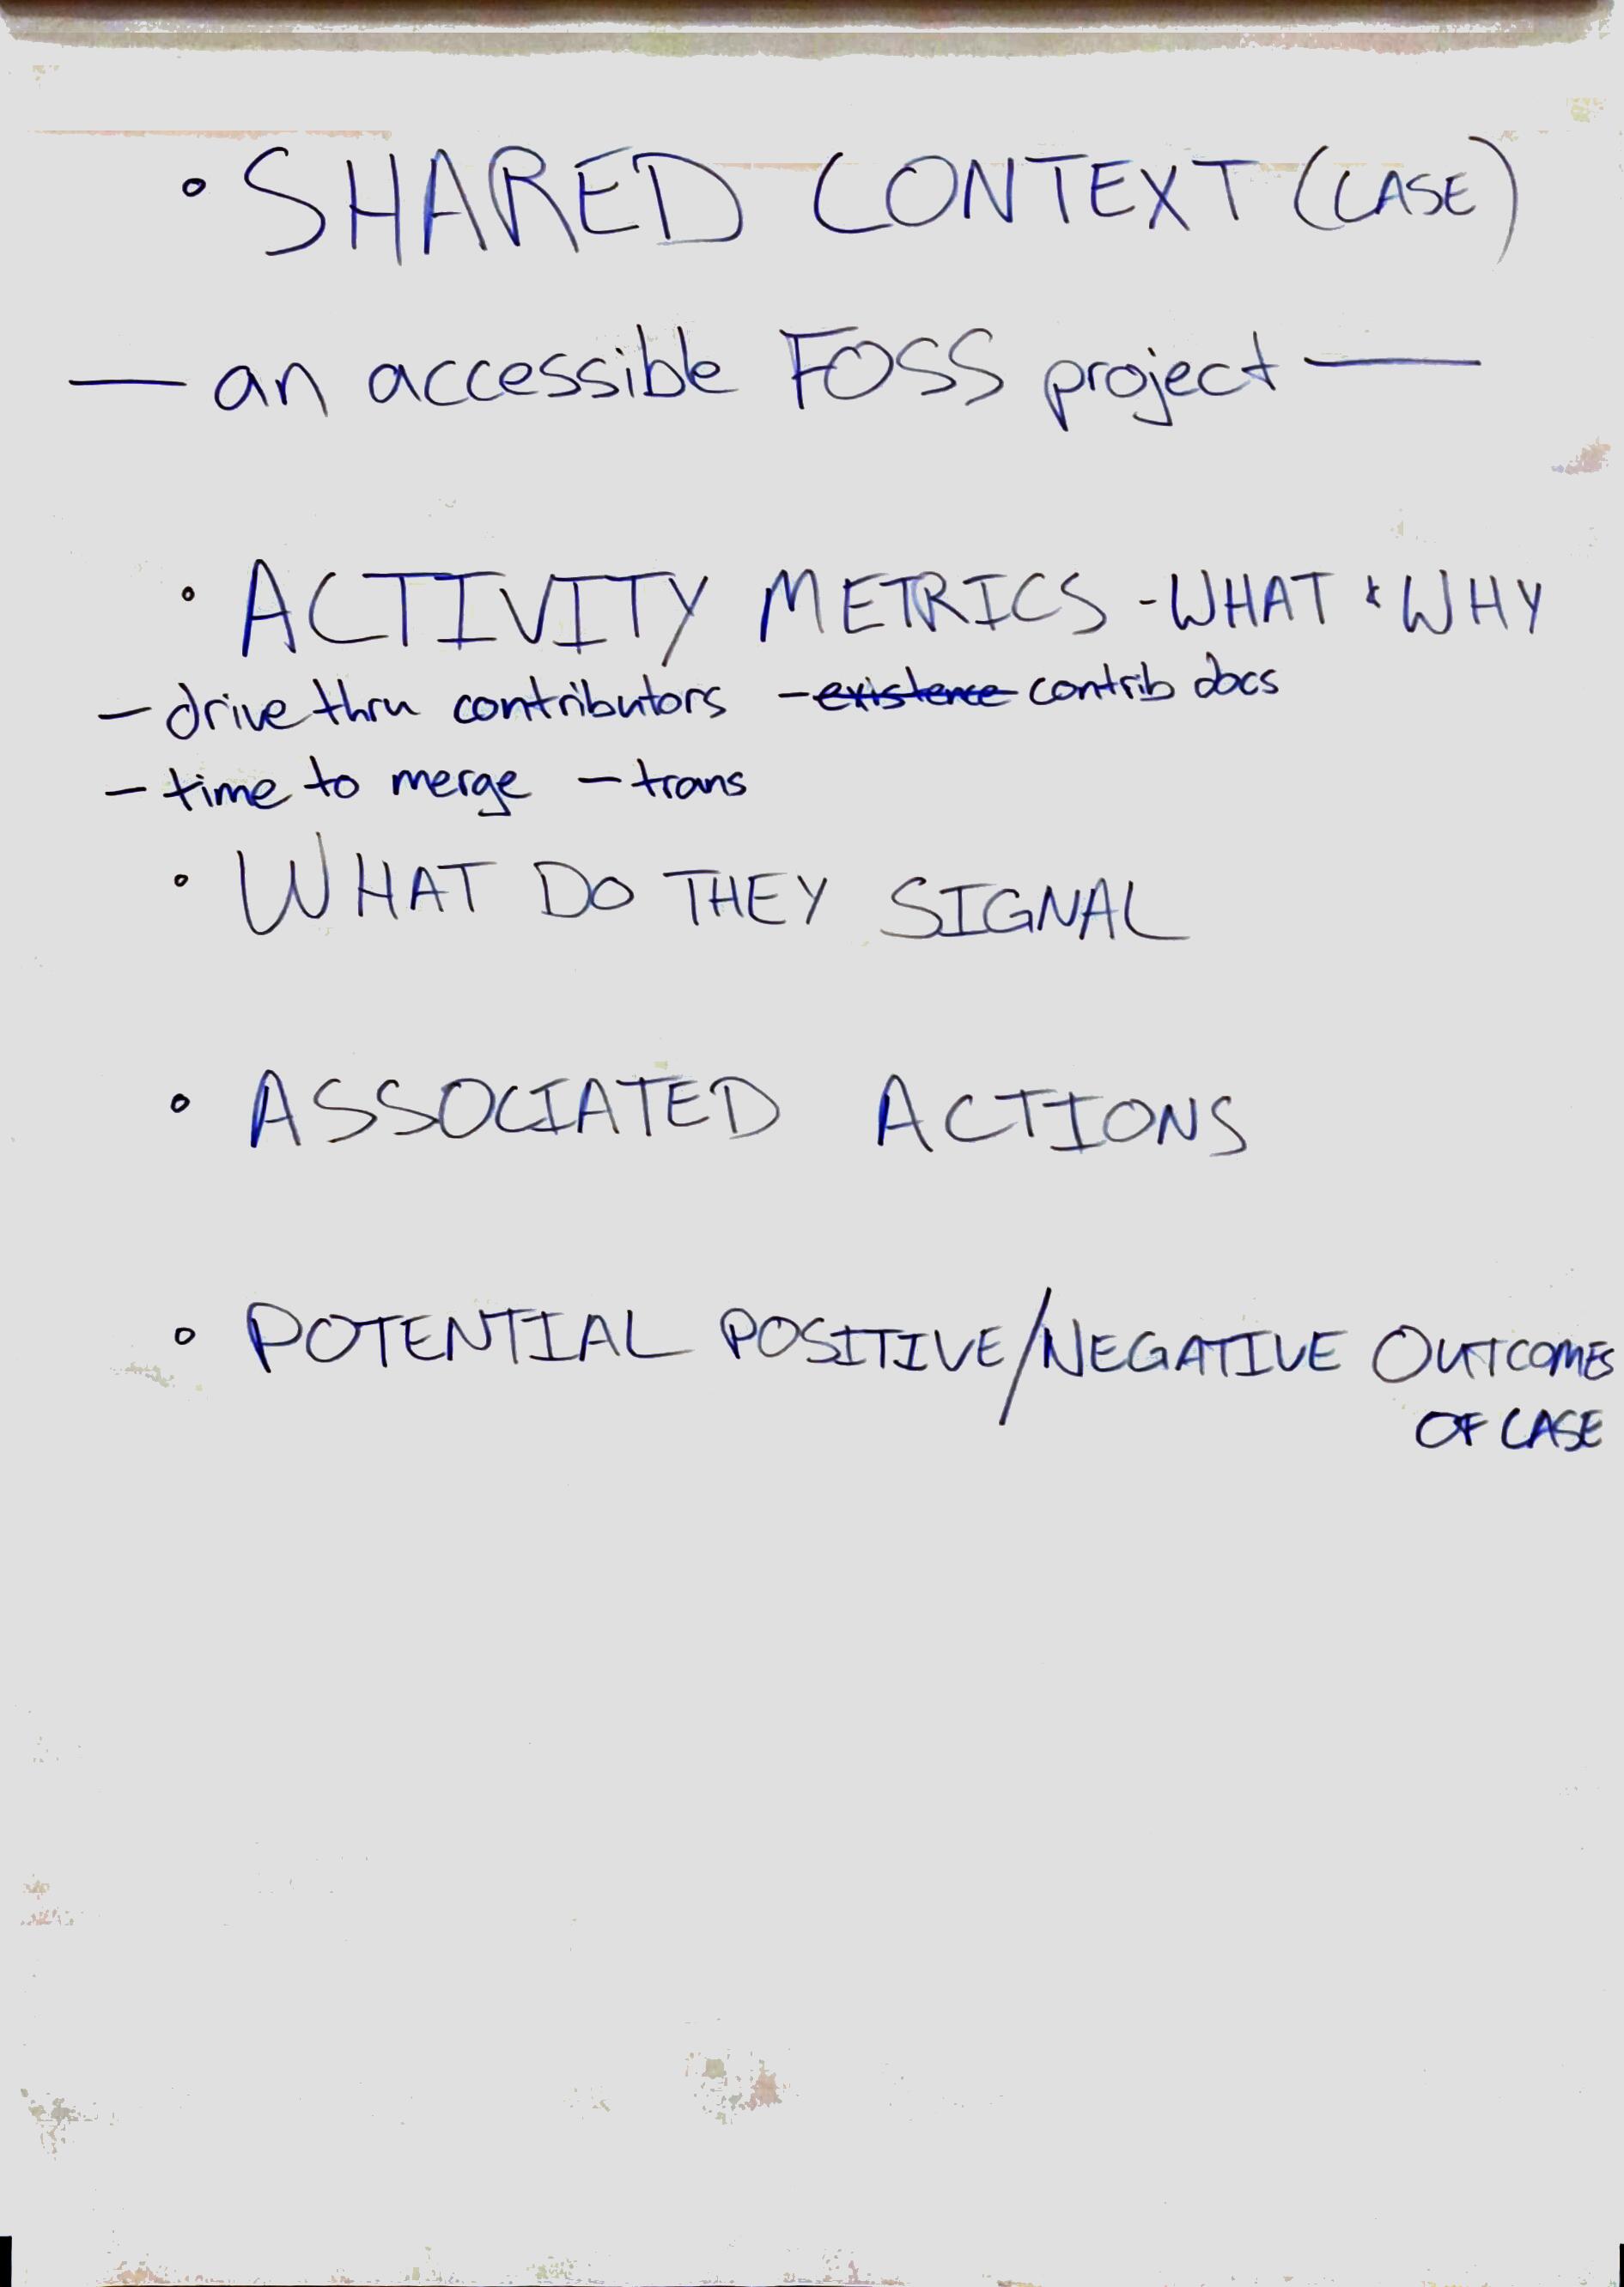 • SHARED CONTEXT (CASE)
— an accessible FOSS project —
• ACTIVITY METRICS - WHAT & WHY
— drive thru contributors — existence contrib docs
— time to merge — trans
• WHAT DO THEY SIGNAL
• ASSOCIATED ACTIONS
• POTENTIAL POSITIVE/NEGATIVE OUTCOMES
OF CASE